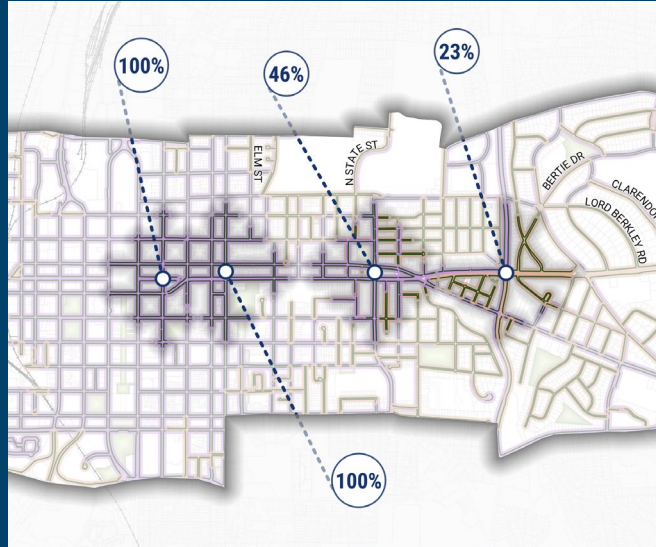 23%
100%
46%
ELM ST
N STATE ST
BERTIE DR
CLARENDO
LORD BERKLEY RD
100%